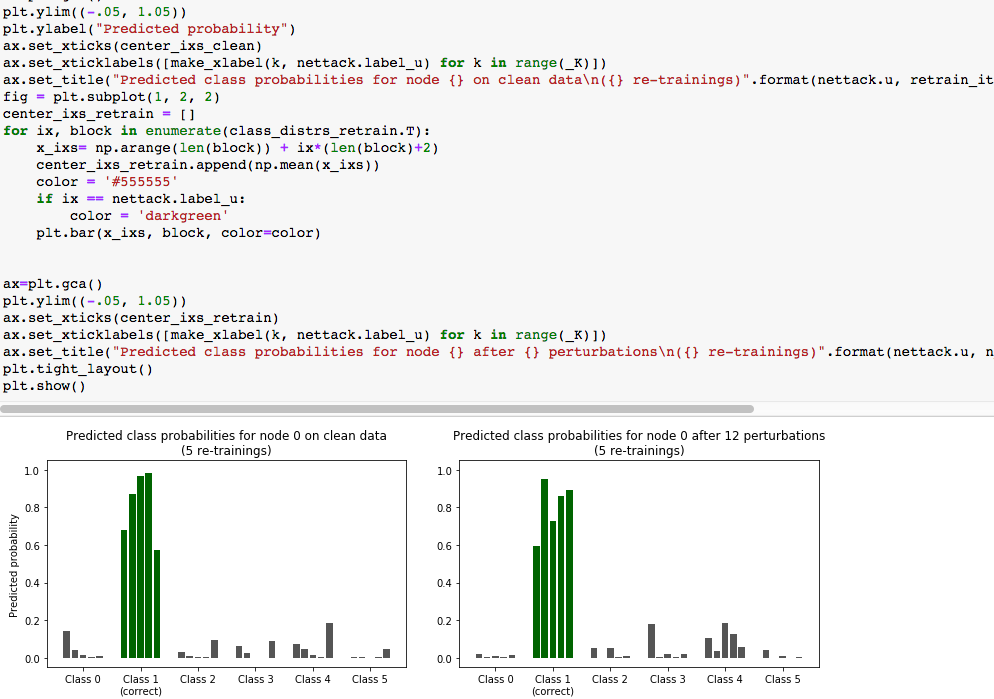 plt.ylim((-.05, 1.05))
plt.ylabel("Predicted probability")
ax.set_xticks(center_ixs_clean)
ax.set_xticklabels([make_xlabel(k, nettack.label_u) for k in range(_K)])
ax.set_title("Predicted class probabilities for node {} on clean data\n({} re-trainings)".format(nettack.u, retrain_it
fig = plt.subplot(1, 2, 2)
center_ixs_retrain = []
for ix, block in enumerate(class_distrs_retrain.T):
    x_ixs= np.arange(len(block)) + ix*(len(block)+2)
    center_ixs_retrain.append(np.mean(x_ixs))
    color = '#555555'
    if ix == nettack.label_u:
        color = 'darkgreen'
    plt.bar(x_ixs, block, color=color)
ax=plt.gca()
plt.ylim((-.05, 1.05))
ax.set_xticks(center_ixs_retrain)
ax.set_xticklabels([make_xlabel(k, nettack.label_u) for k in range(_K)])
ax.set_title("Predicted class probabilities for node {} after {} perturbations\n({} re-trainings)".format(nettack.u, n
plt.tight_layout()
plt.show()
Predicted class probabilities for node 0 on clean data
(5 re-trainings)
Predicted probability
1.0
0.8
0.6
0.4
0.2
0.0
Class 0 Class 1 Class 2 Class 3 Class 4 Class 5
(correct)
Predicted class probabilities for node 0 after 12 perturbations
(5 re-trainings)
1.0
0.8
0.6
0.4
0.2
0.0
Class 0 Class 1 Class 2 Class 3 Class 4 Class 5
(correct)